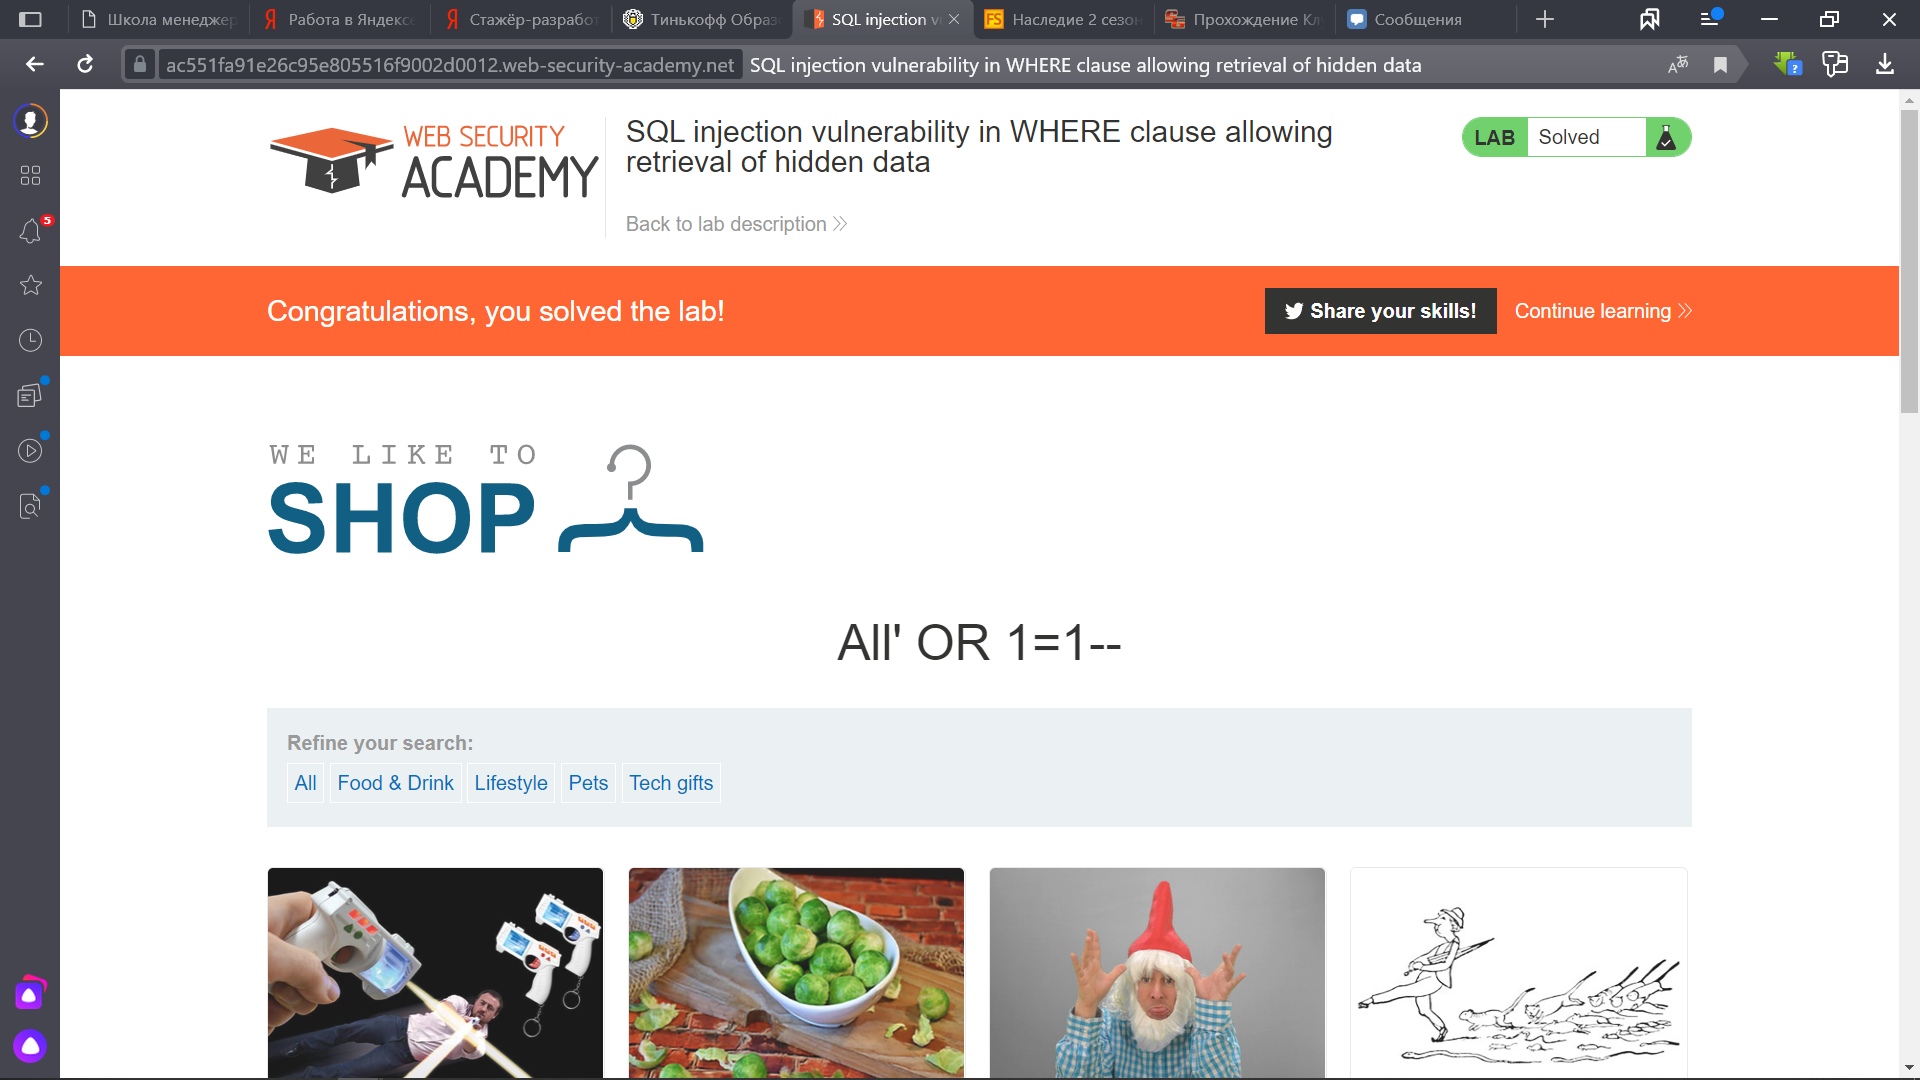 Школа менеджер
Работа в Яндексе
Стажёр-разработ
Тинькофф Образ
SQL injection v
Наследие 2 сезон
Прохождение Кл
Сообщения
ac551fa91e26c95e805516f9002d0012.web-security-academy.net SQL injection vulnerability in WHERE clause allowing retrieval of hidden data
5
WEB SECURITY
ACADEMY
SQL injection vulnerability in WHERE clause allowing
retrieval of hidden data
LAB Solved
Back to lab description
Congratulations, you solved the lab!
Share your skills!
Continue learning
WE LIKE TO
SHOP
All' OR 1=1--
Refine your search:
All
Food & Drink
Lifestyle
Pets
Tech gifts